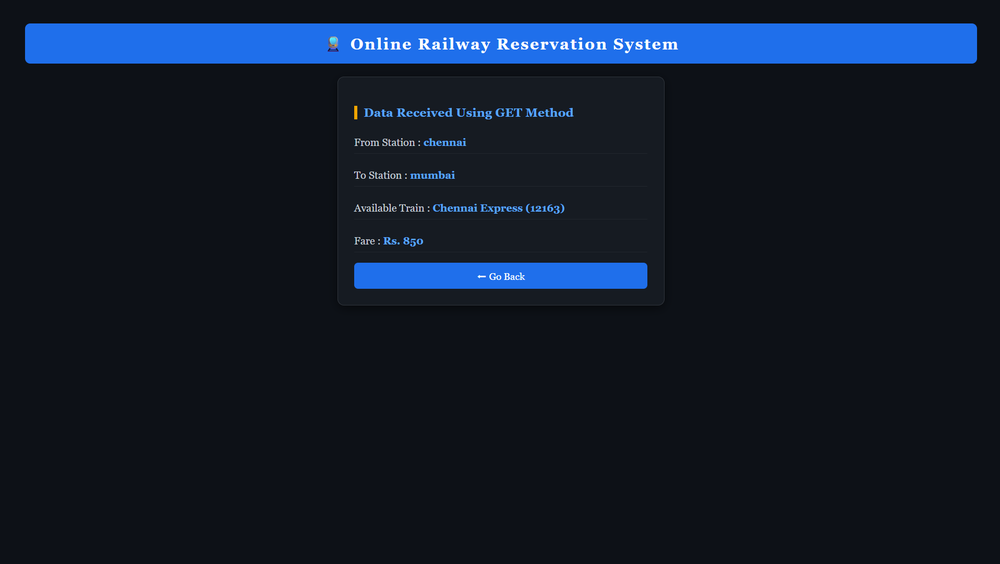 Online Railway Reservation System
Data Received Using GET Method
From Station : chennai
To Station : mumbai
Available Train : Chennai Express (12163)
Fare : Rs. 850
⬅ Go Back